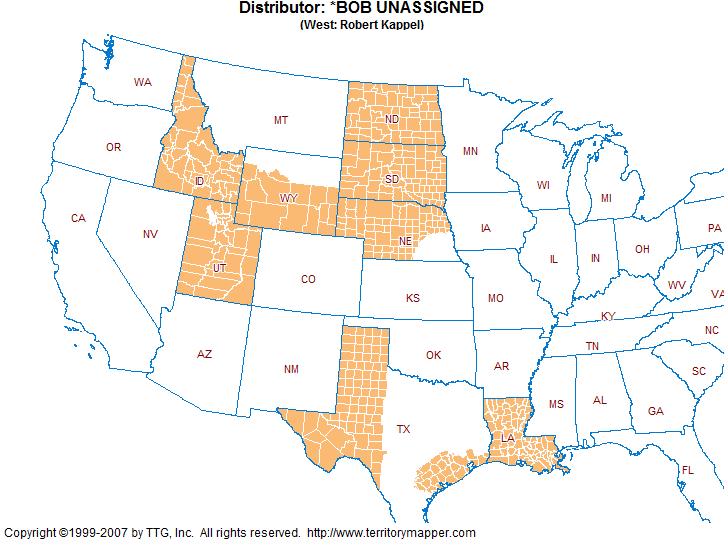 Distributor: *BOB UNASSIGNED
(West: Robert Kappel)
WA
MT
ND
MN
OR
ID
SD
WI
MI
WY
CA
NV
NE
IA
PA
UT
CO
IL
IN
OH
KS
MO
WV
VA
KY
NC
AZ
NM
OK
AR
TN
SC
TX
LA
MS
AL
GA
FL
Copyright ©1999-2007 by TTG, Inc. All rights reserved. http://www.territorymapper.com